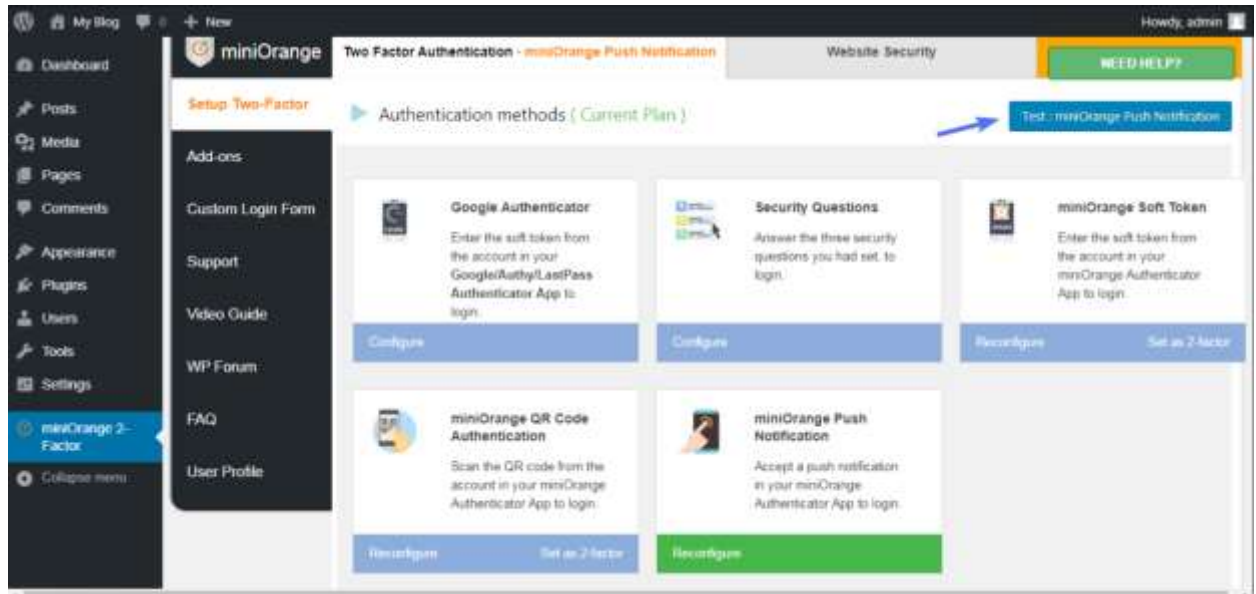 My Blog
0
+ New
Howdy, admin
Dashboard
Posts
Media
Pages
Comments
Appearance
Plugins
Users
Tools
Settings
miniOrange 2-
Factor
Collapse menu
miniOrange
Setup Two-Factor
Add-ons
Custom Login Form
Support
Video Guide
WP Forum
FAQ
User Profile
Two Factor Authentication - miniOrange Push Notification
Website Security
NEED HELP?
Authentication methods ( Current Plan )
Test : miniOrange Push Notification
Google Authenticator
Enter the soft token from
the account in your
Google/Authy/LastPass
Authenticator App to
login.
Configure
Security Questions
Answer the three security
questions you had set, to
login.
Configure
miniOrange Soft Token
Enter the soft token from
the account in your
miniOrange Authenticator
App to login.
Reconfigure
Set as 2-factor
miniOrange QR Code
Authentication
Scan the QR code from the
account in your miniOrange
Authenticator App to login.
Reconfigure
Set as 2-factor
miniOrange Push
Notification
Accept a push notification
in your miniOrange
Authenticator App to login.
Reconfigure